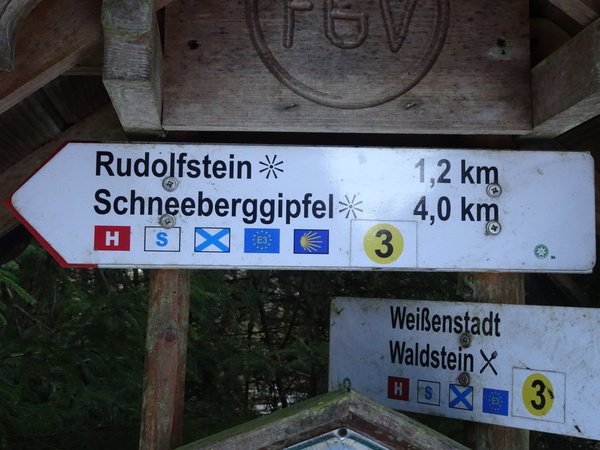 FGV
Rudolfstein 1,2 km
Schneeberggipfel 4,0 km
H S E3 3
Weißenstadt
Waldstein
H S E3 3